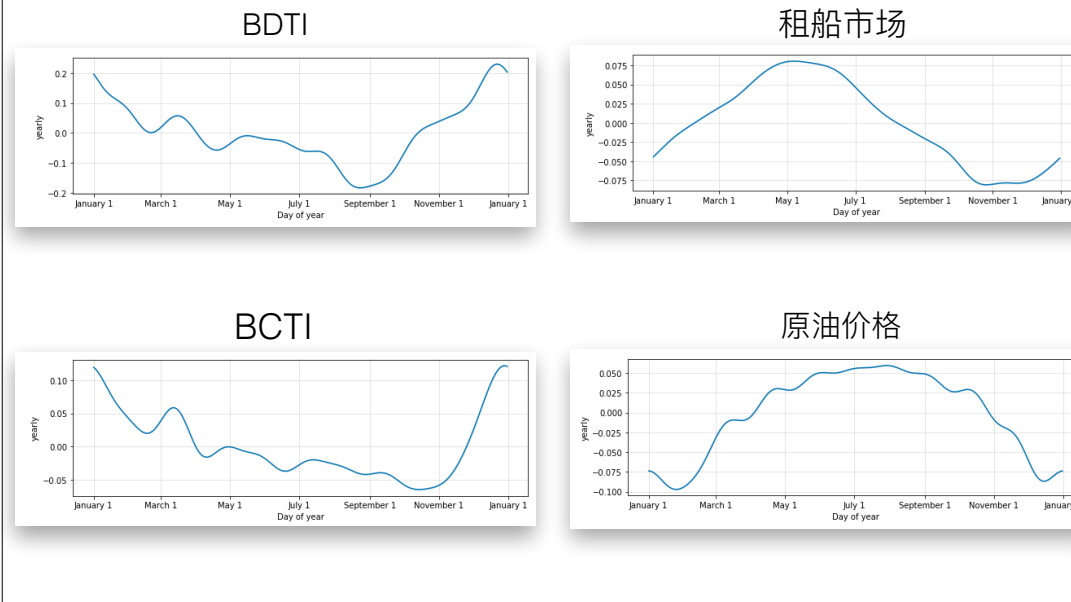 BDTI
0.2
0.1
0.0
−0.1
−0.2
yearly
January 1 March 1 May 1 July 1 September 1 November 1 January 1
Day of year
租船市场
0.075
0.050
0.025
0.000
−0.025
−0.050
−0.075
yearly
January 1 March 1 May 1 July 1 September 1 November 1 January
Day of year
BCTI
0.10
0.05
0.00
−0.05
yearly
January 1 March 1 May 1 July 1 September 1 November 1 January 1
Day of year
原油价格
0.050
0.025
0.000
−0.025
−0.050
−0.075
−0.100
yearly
January 1 March 1 May 1 July 1 September 1 November 1 January
Day of year